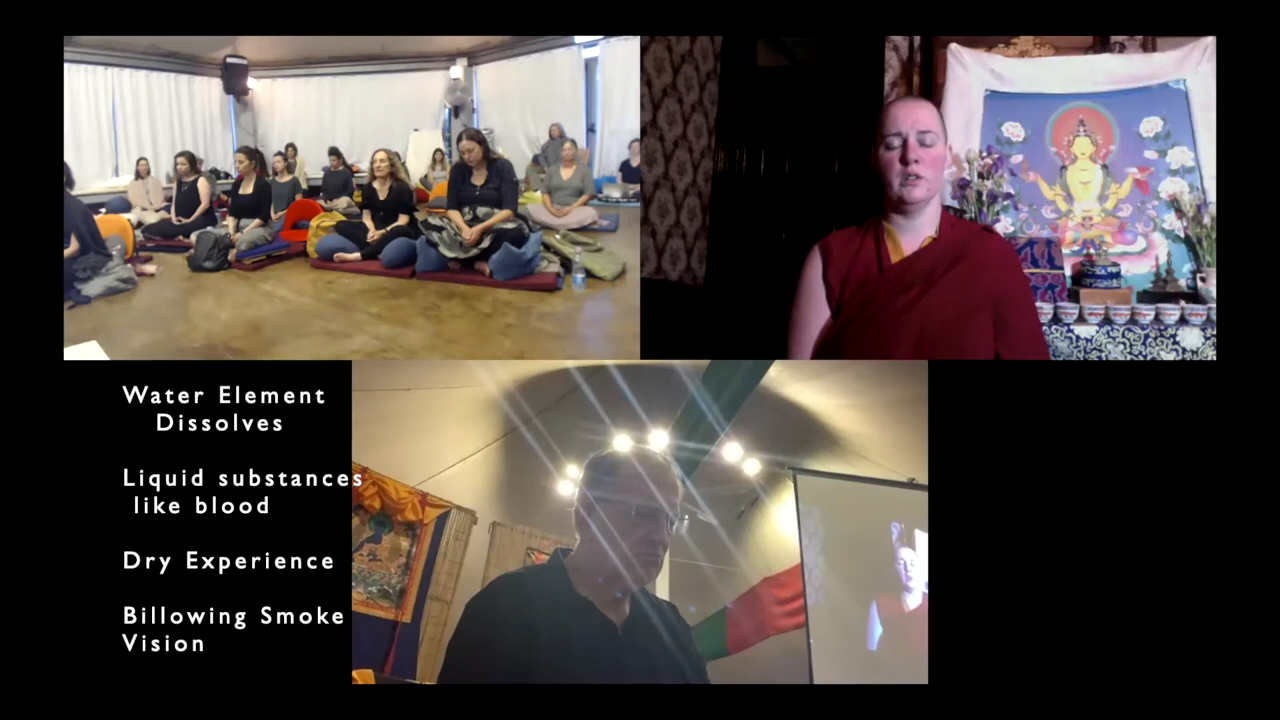 Water Element
Dissolves
Liquid substances
like blood
Dry Experience
Billowing Smoke
Vision